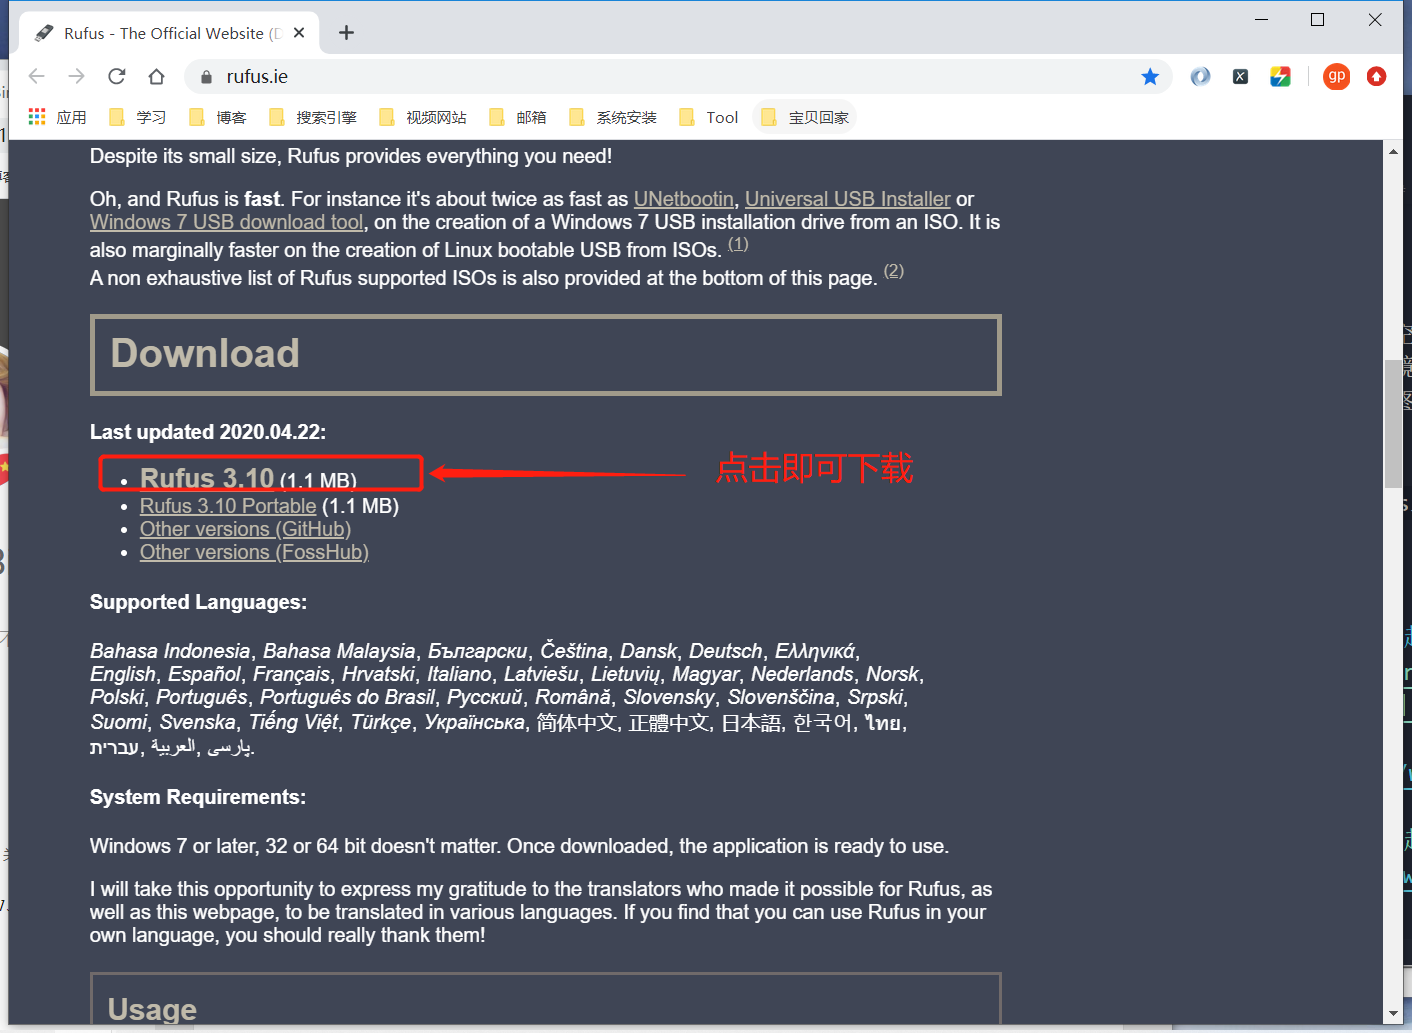 Rufus - The Official Website (D
rufus.ie
gp
应用 学习 博客 搜索引擎 视频网站 邮箱 系统安装 Tool 宝贝回家
Despite its small size, Rufus provides everything you need!
Oh, and Rufus is fast. For instance it's about twice as fast as UNetbootin, Universal USB Installer or
Windows 7 USB download tool, on the creation of a Windows 7 USB installation drive from an ISO. It is
also marginally faster on the creation of Linux bootable USB from ISOs. (1)
A non exhaustive list of Rufus supported ISOs is also provided at the bottom of this page. (2)
Download
Last updated 2020.04.22:
Rufus 3.10 (1.1 MB)
点击即可下载
Rufus 3.10 Portable (1.1 MB)
Other versions (GitHub)
Other versions (FossHub)
Supported Languages:
Bahasa Indonesia, Bahasa Malaysia, Български, Čeština, Dansk, Deutsch, Ελληνικά,
English, Español, Français, Hrvatski, Italiano, Latviešu, Lietuvių, Magyar, Nederlands, Norsk,
Polski, Português, Português do Brasil, Русский, Română, Slovensky, Slovenščina, Srpski,
Suomi, Svenska, Tiếng Việt, Türkçe, Українська, 简体中文, 正體中文, 日本語, 한국어, ไทย,
עברית, العربية, پارسی.
System Requirements:
Windows 7 or later, 32 or 64 bit doesn't matter. Once downloaded, the application is ready to use.
I will take this opportunity to express my gratitude to the translators who made it possible for Rufus, as
well as this webpage, to be translated in various languages. If you find that you can use Rufus in your
own language, you should really thank them!
Usage